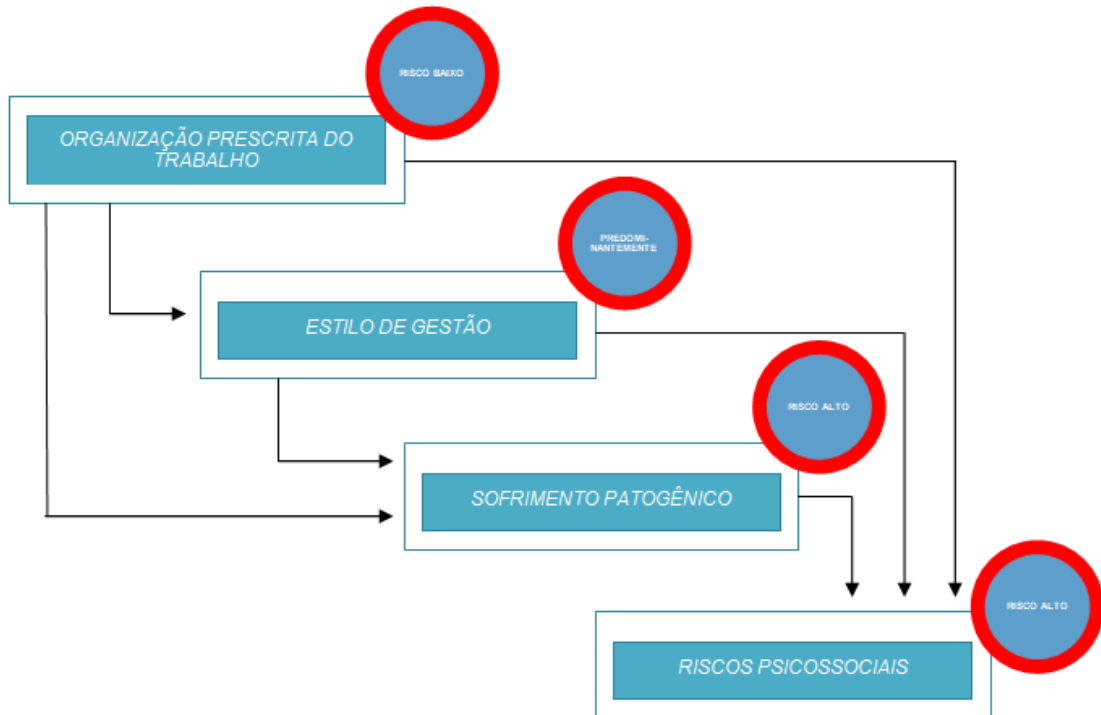 RISCO BAIXO
ORGANIZAÇÃO PRESCRITA DO
TRABALHO
PREDOMI-
NANTEMENTE
ESTILO DE GESTÃO
RISCO ALTO
SOFRIMENTO PATOGÊNICO
RISCO ALTO
RISCOS PSICOSSOCIAIS